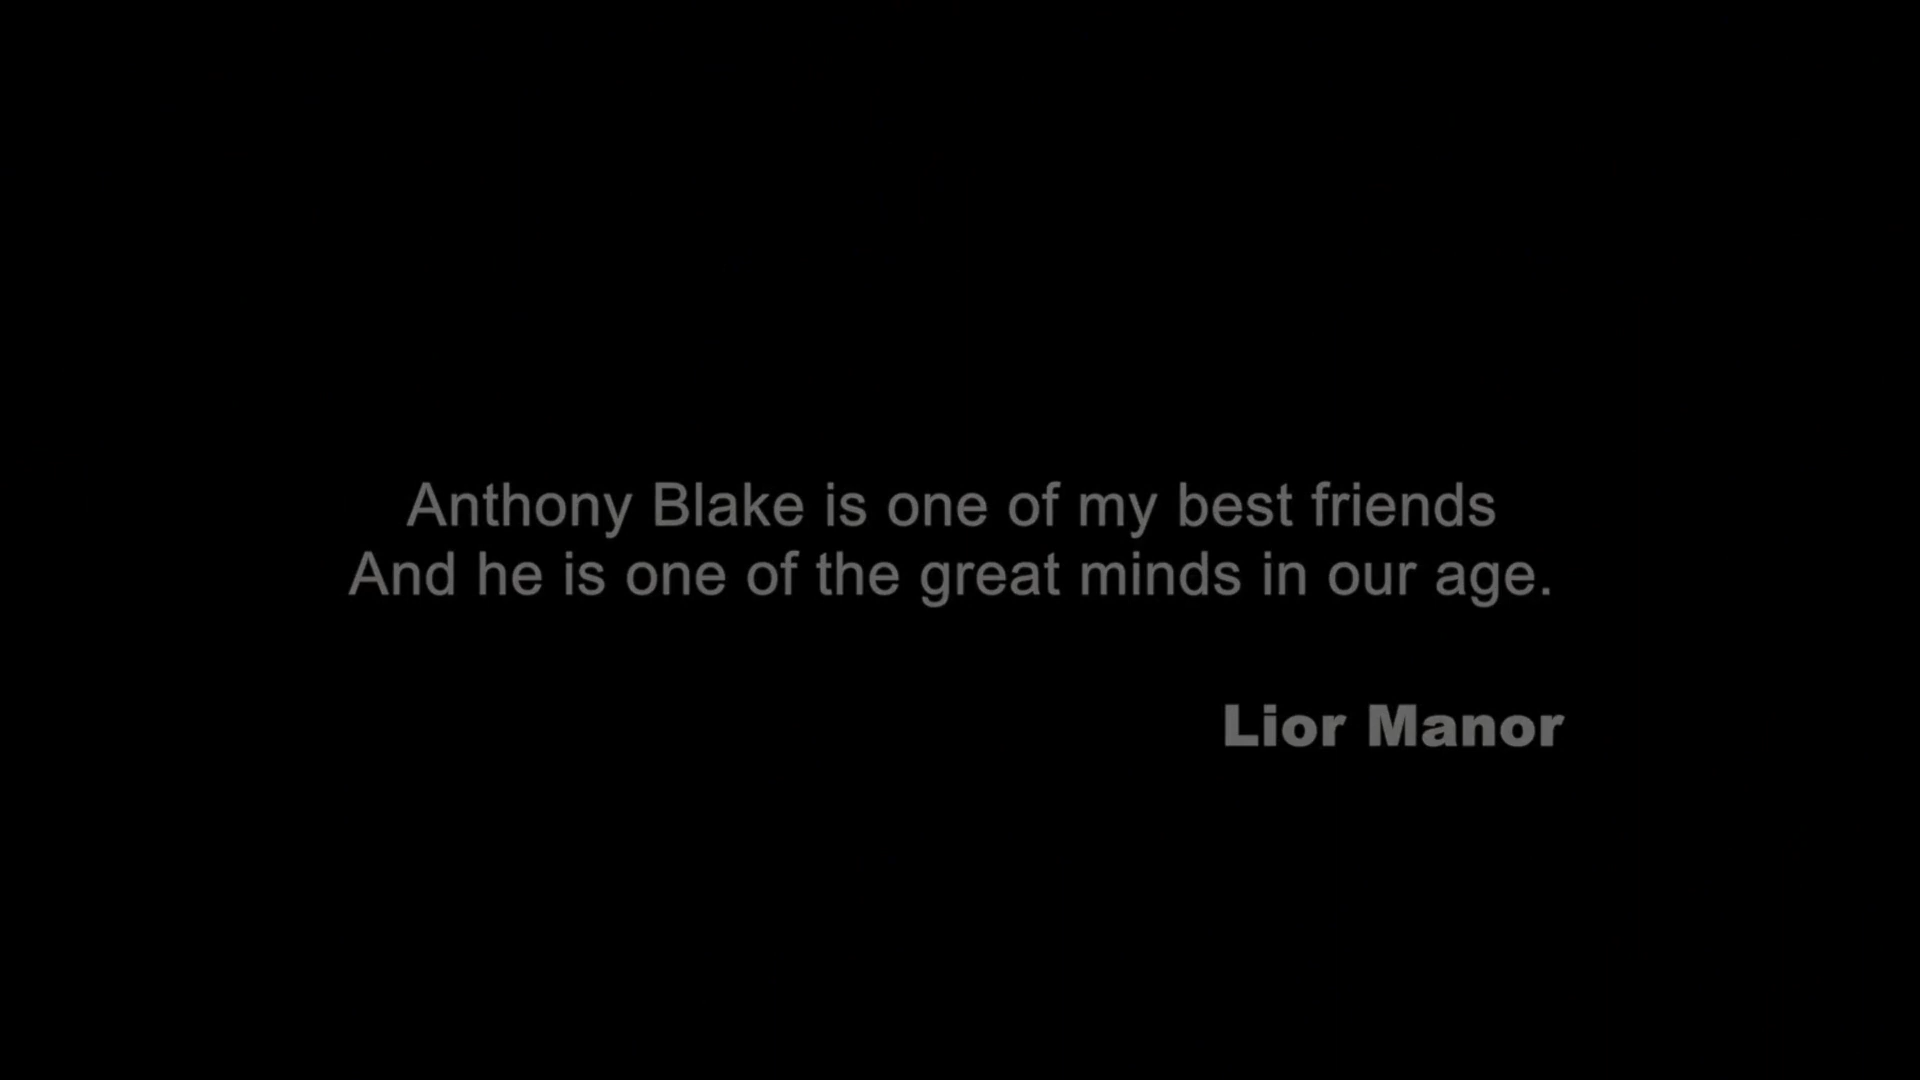 Anthony Blake is one of my best friends
And he is one of the great minds in our age.
Lior Manor